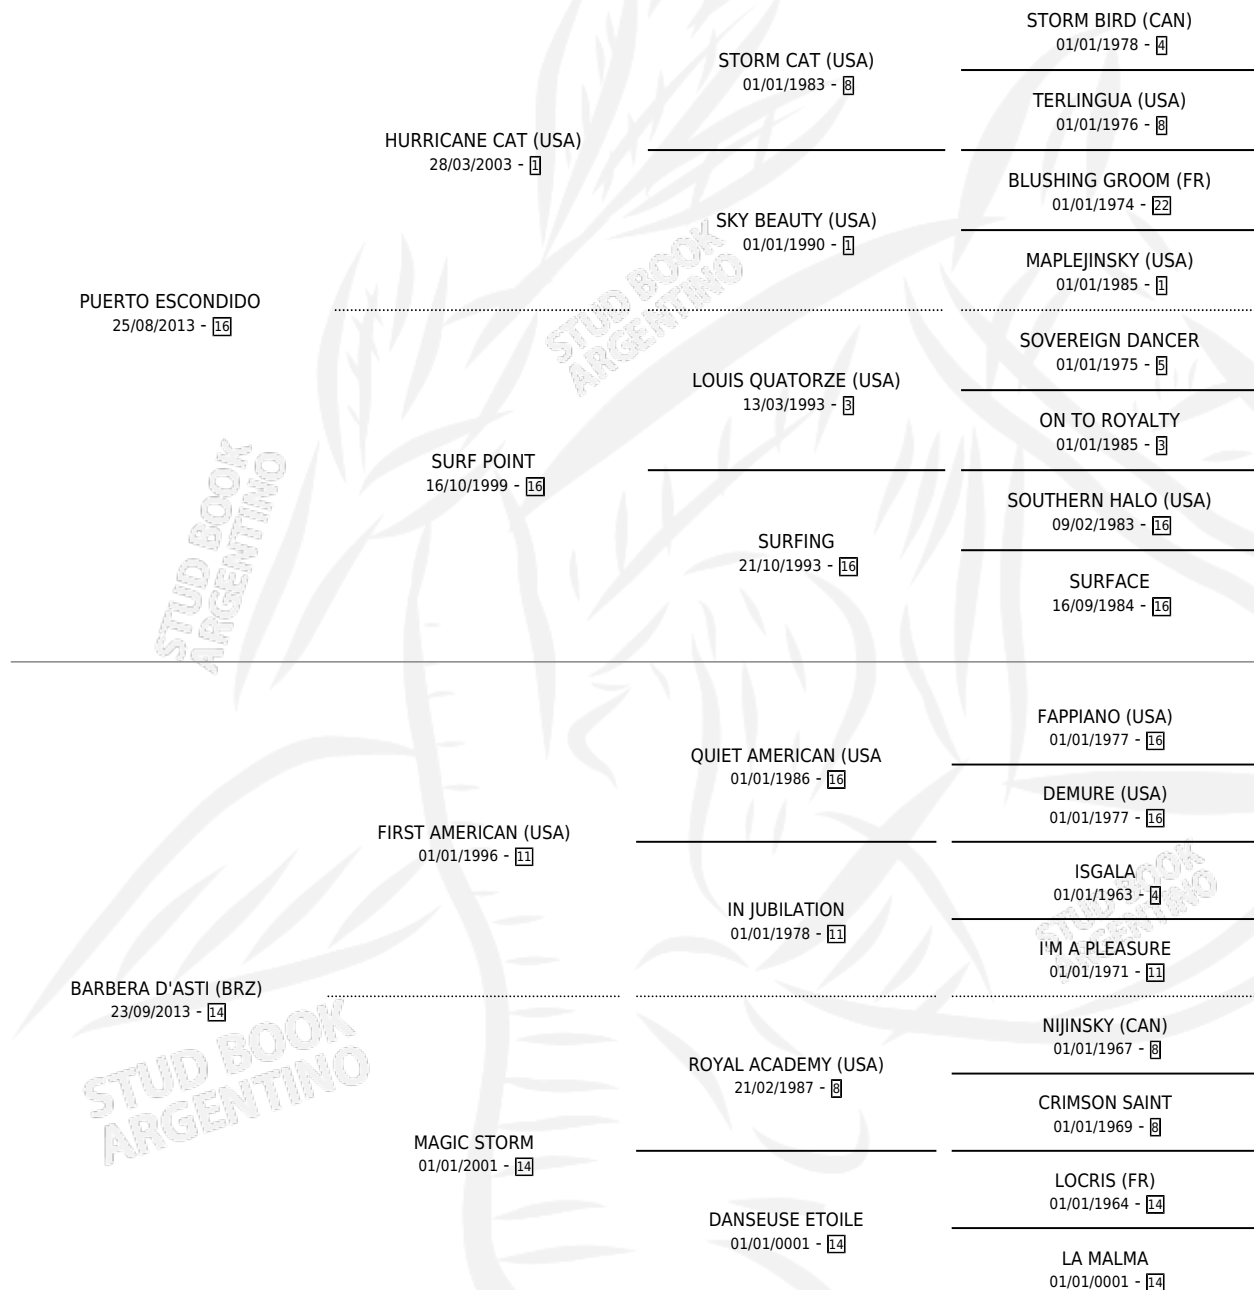 STORM BIRD (CAN)
01/01/1978 - 4
STORM CAT (USA)
01/01/1983 - 8
TERLINGUA (USA)
01/01/1976 - 8
HURRICANE CAT (USA)
28/03/2003 - 1
BLUSHING GROOM (FR)
01/01/1974 - 22
SKY BEAUTY (USA)
01/01/1990 - 1
MAPLEJINSKY (USA)
01/01/1985 - 1
PUERTO ESCONDIDO
25/08/2013 - 16
SOVEREIGN DANCER
01/01/1975 - 5
LOUIS QUATORZE (USA)
13/03/1993 - 3
ON TO ROYALTY
01/01/1985 - 3
SURF POINT
16/10/1999 - 16
SOUTHERN HALO (USA)
09/02/1983 - 16
SURFING
21/10/1993 - 16
SURFACE
16/09/1984 - 16
FAPPIANO (USA)
01/01/1977 - 16
QUIET AMERICAN (USA
01/01/1986 - 16
DEMURE (USA)
01/01/1977 - 16
FIRST AMERICAN (USA)
01/01/1996 - 11
ISGALA
01/01/1963 - 4
IN JUBILATION
01/01/1978 - 11
I'M A PLEASURE
01/01/1971 - 11
BARBERA D'ASTI (BRZ)
23/09/2013 - 14
NIJINSKY (CAN)
01/01/1967 - 8
ROYAL ACADEMY (USA)
21/02/1987 - 8
CRIMSON SAINT
01/01/1969 - 8
MAGIC STORM
01/01/2001 - 14
LOCRIS (FR)
01/01/1964 - 14
DANSEUSE ETOILE
01/01/0001 - 14
LA MALMA
01/01/0001 - 14
STUD BOOK
ARGENTINO
STUD BOOK
ARGENTINO
STUD BOOK
ARGENTINO
STUD BOOK
ARGENTINO